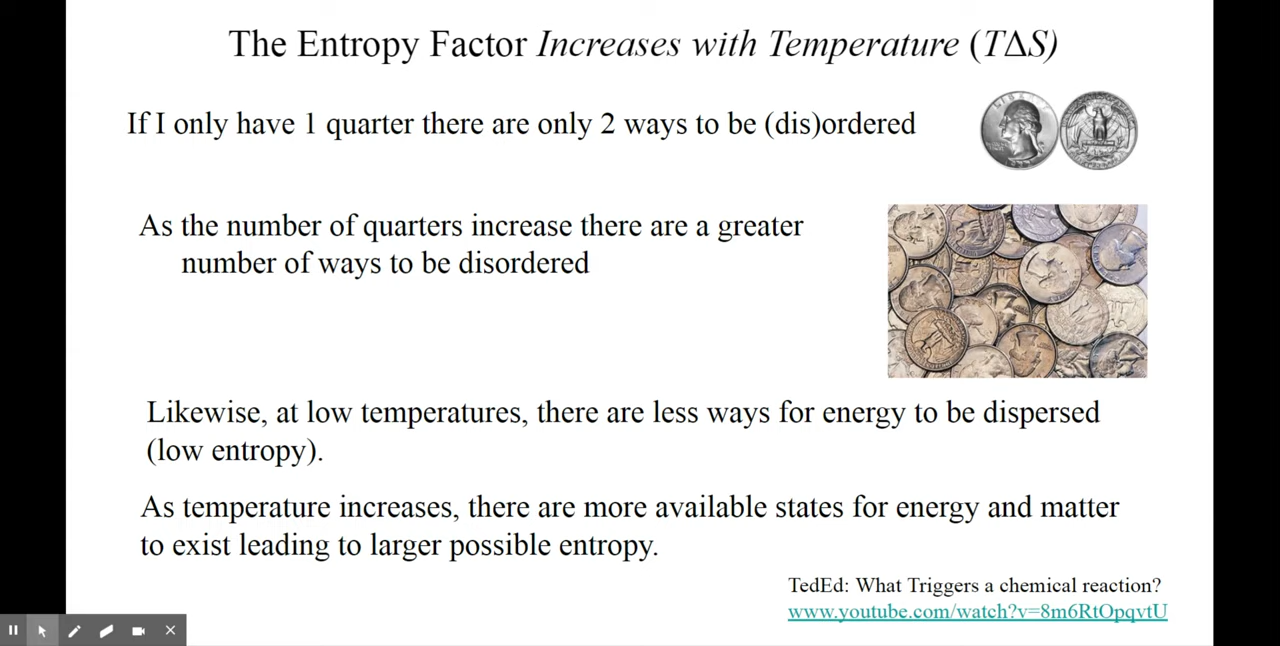 The Entropy Factor Increases with Temperature (TΔS)
If I only have 1 quarter there are only 2 ways to be (dis)ordered
As the number of quarters increase there are a greater
number of ways to be disordered
Likewise, at low temperatures, there are less ways for energy to be dispersed
(low entropy).
As temperature increases, there are more available states for energy and matter
to exist leading to larger possible entropy.
TedEd: What Triggers a chemical reaction?
www.youtube.com/watch?v=8m6RtOpqvtU